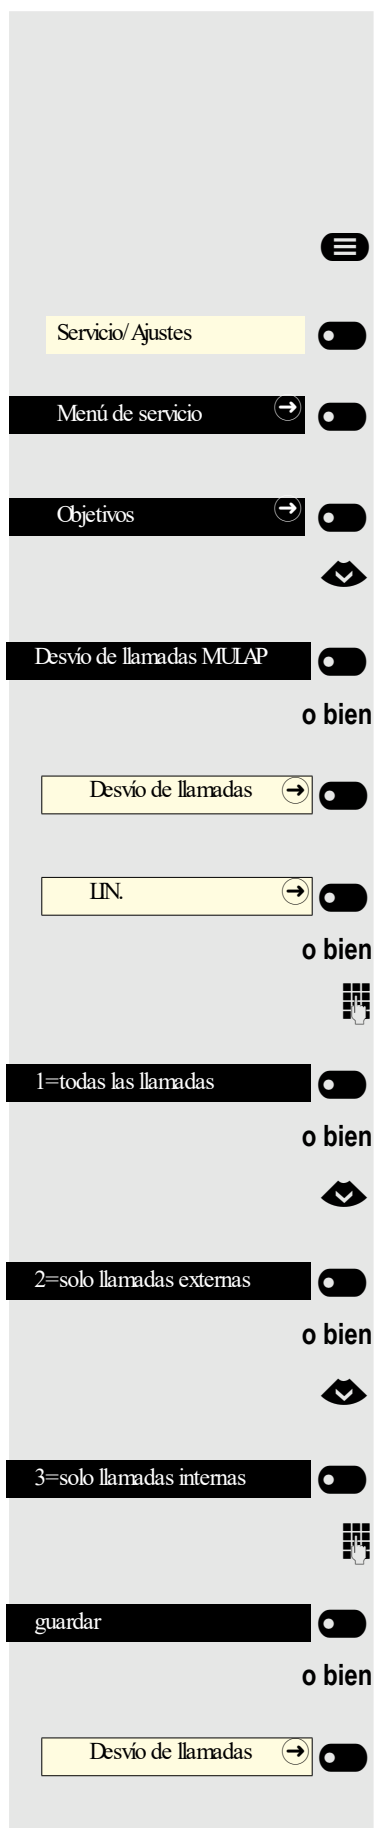 Servicio/Ajustes
Menú de servicio
Objetivos
Desvío de llamadas MULAP
o bien
Desvío de llamadas
LIN.
o bien
1=todas las llamadas
o bien
2=solo llamadas externas
o bien
3=solo llamadas internas
guardar
o bien
Desvío de llamadas